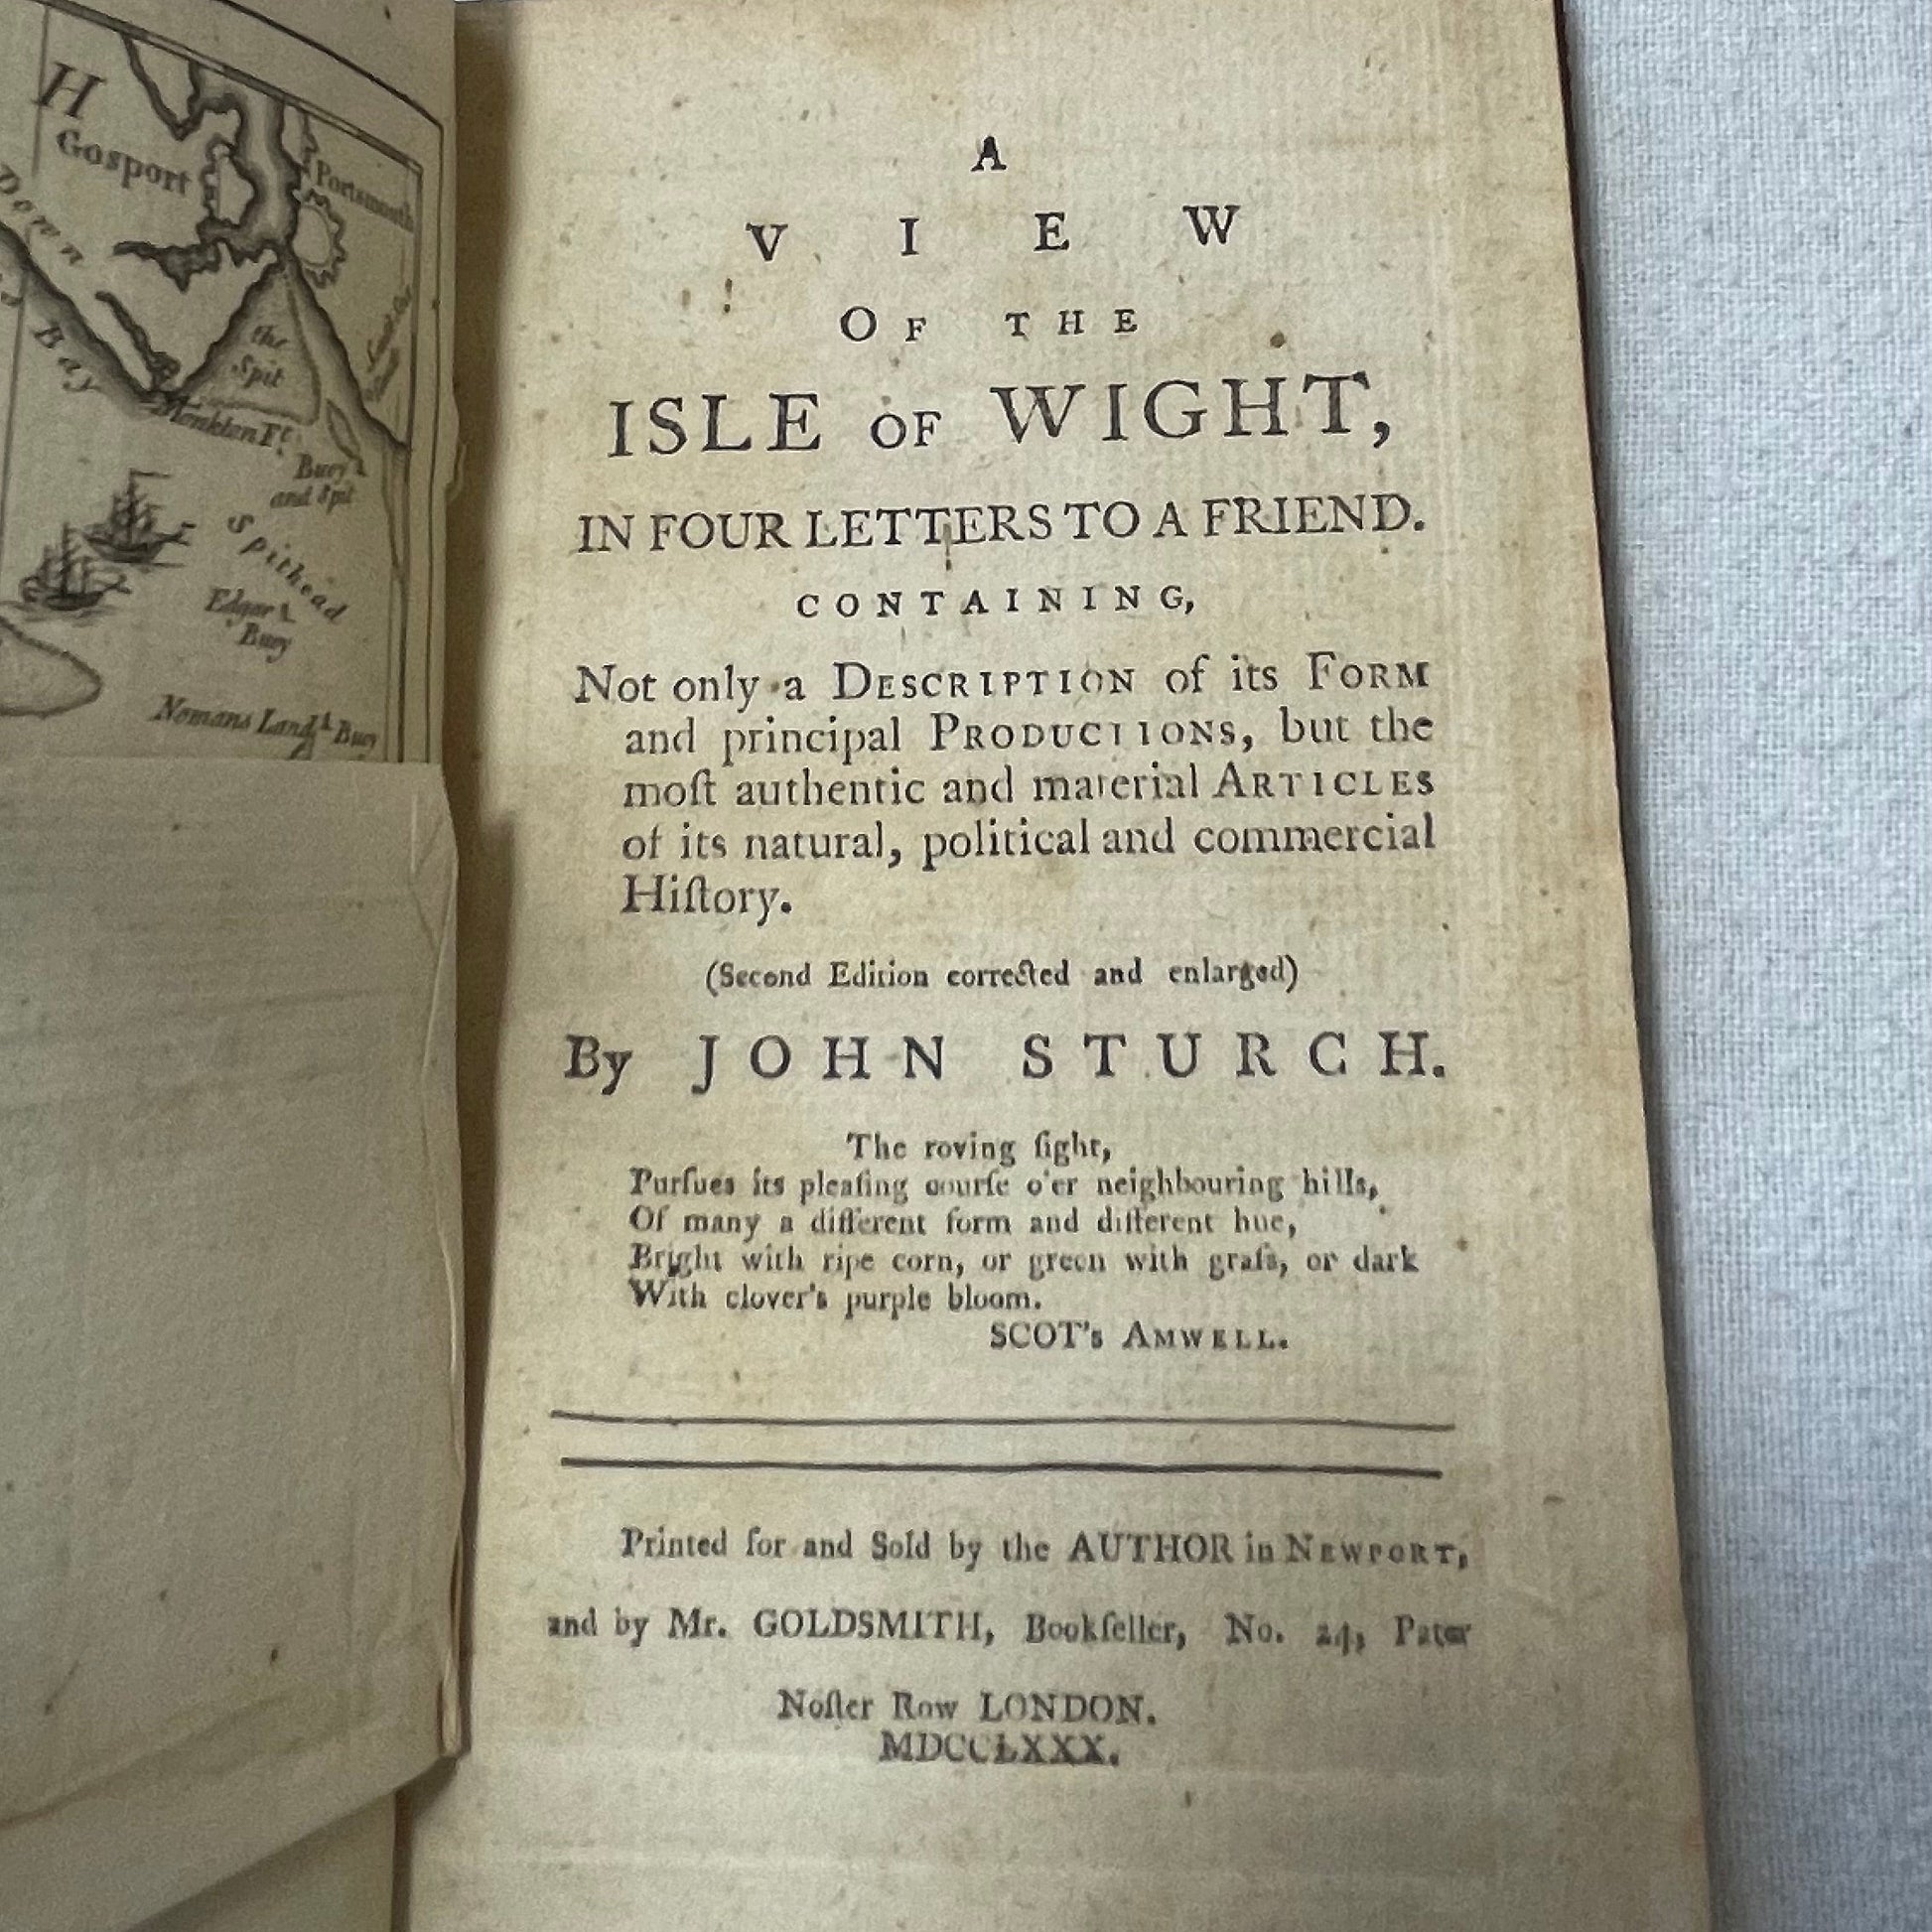 H
Gosport
Portsmouth
Down
Bay
the
Spit
Monkton Ft.
Buoy
and Spit
Spithead
Edgar
Buoy
Nomans Land Buoy
A
V I E W
OF THE
ISLE OF WIGHT,
IN FOUR LETTERS TO A FRIEND.
CONTAINING,
Not only a DESCRIPTION of its FORM
and principal PRODUCTIONS, but the
moſt authentic and material ARTICLES
of its natural, political and commercial
Hiſtory.
(Second Edition corrected and enlarged)
By JOHN STURCH.
The roving ſight,
Purſues its pleaſing courſe o'er neighbouring hills,
Of many a different form and different hue,
Bright with ripe corn, or green with graſs, or dark
With clover's purple bloom.
SCOT's AMWELL.
Printed for and Sold by the AUTHOR in NEWPORT,
and by Mr. GOLDSMITH, Bookſeller, No. 24, Pater
Noſter Row LONDON.
MDCCLXXX.